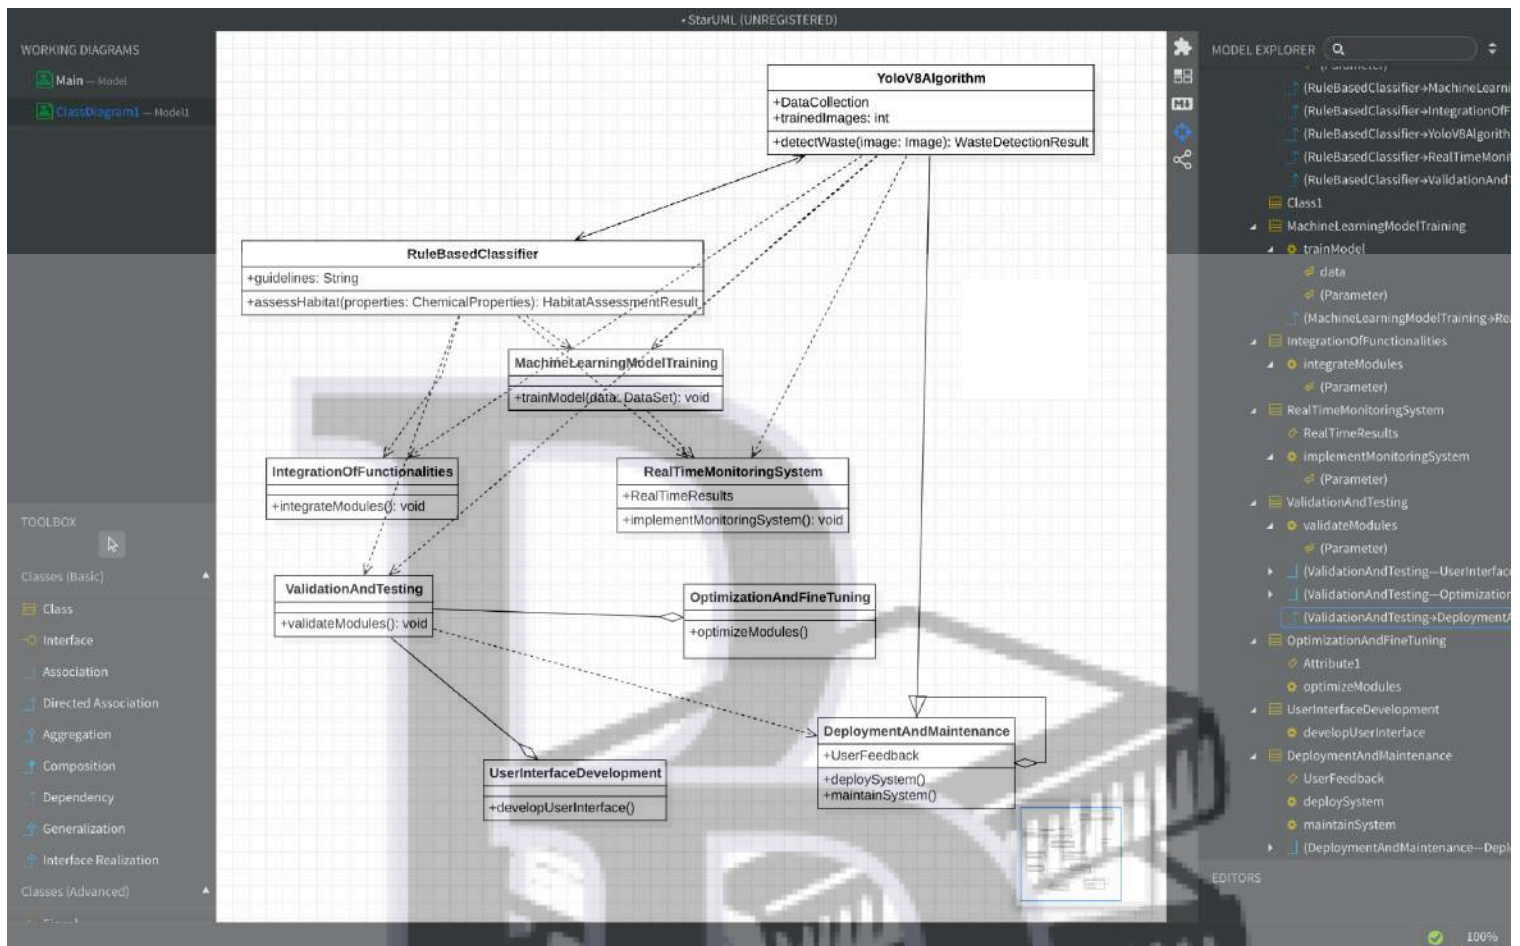 • StarUML (UNREGISTERED)
WORKING DIAGRAMS
Main — Model
ClassDiagram1 — Model1
TOOLBOX
Classes (Basic)
Class
Interface
Association
Directed Association
Aggregation
Composition
Dependency
Generalization
Interface Realization
Classes (Advanced)
YoloV8Algorithm
+DataCollection
+trainedImages: int
+detectWaste(image: Image): WasteDetectionResult
RuleBasedClassifier
+guidelines: String
+assessHabitat(properties: ChemicalProperties): HabitatAssessmentResult
MachineLearningModelTraining
+trainModel(data: DataSet): void
IntegrationOfFunctionalities
+integrateModules(): void
RealTimeMonitoringSystem
+RealTimeResults
+implementMonitoringSystem(): void
ValidationAndTesting
+validateModules(): void
OptimizationAndFineTuning
+optimizeModules()
DeploymentAndMaintenance
+UserFeedback
+deploySystem()
+maintainSystem()
UserInterfaceDevelopment
+developUserInterface()
MODEL EXPLORER
(Parameter)
(RuleBasedClassifier→MachineLearni
(RuleBasedClassifier→IntegrationOfF
(RuleBasedClassifier→YoloV8Algorith
(RuleBasedClassifier→RealTimeMonit
(RuleBasedClassifier→ValidationAnd
Class1
MachineLearningModelTraining
trainModel
data
(Parameter)
(MachineLearningModelTraining→Re
IntegrationOfFunctionalities
integrateModules
(Parameter)
RealTimeMonitoringSystem
RealTimeResults
implementMonitoringSystem
(Parameter)
ValidationAndTesting
validateModules
(Parameter)
(ValidationAndTesting—UserInterface
(ValidationAndTesting—Optimization
(ValidationAndTesting→Deployment
OptimizationAndFineTuning
Attribute1
optimizeModules
UserInterfaceDevelopment
developUserInterface
DeploymentAndMaintenance
UserFeedback
deploySystem
maintainSystem
(DeploymentAndMaintenance—Depl
EDITORS
100%